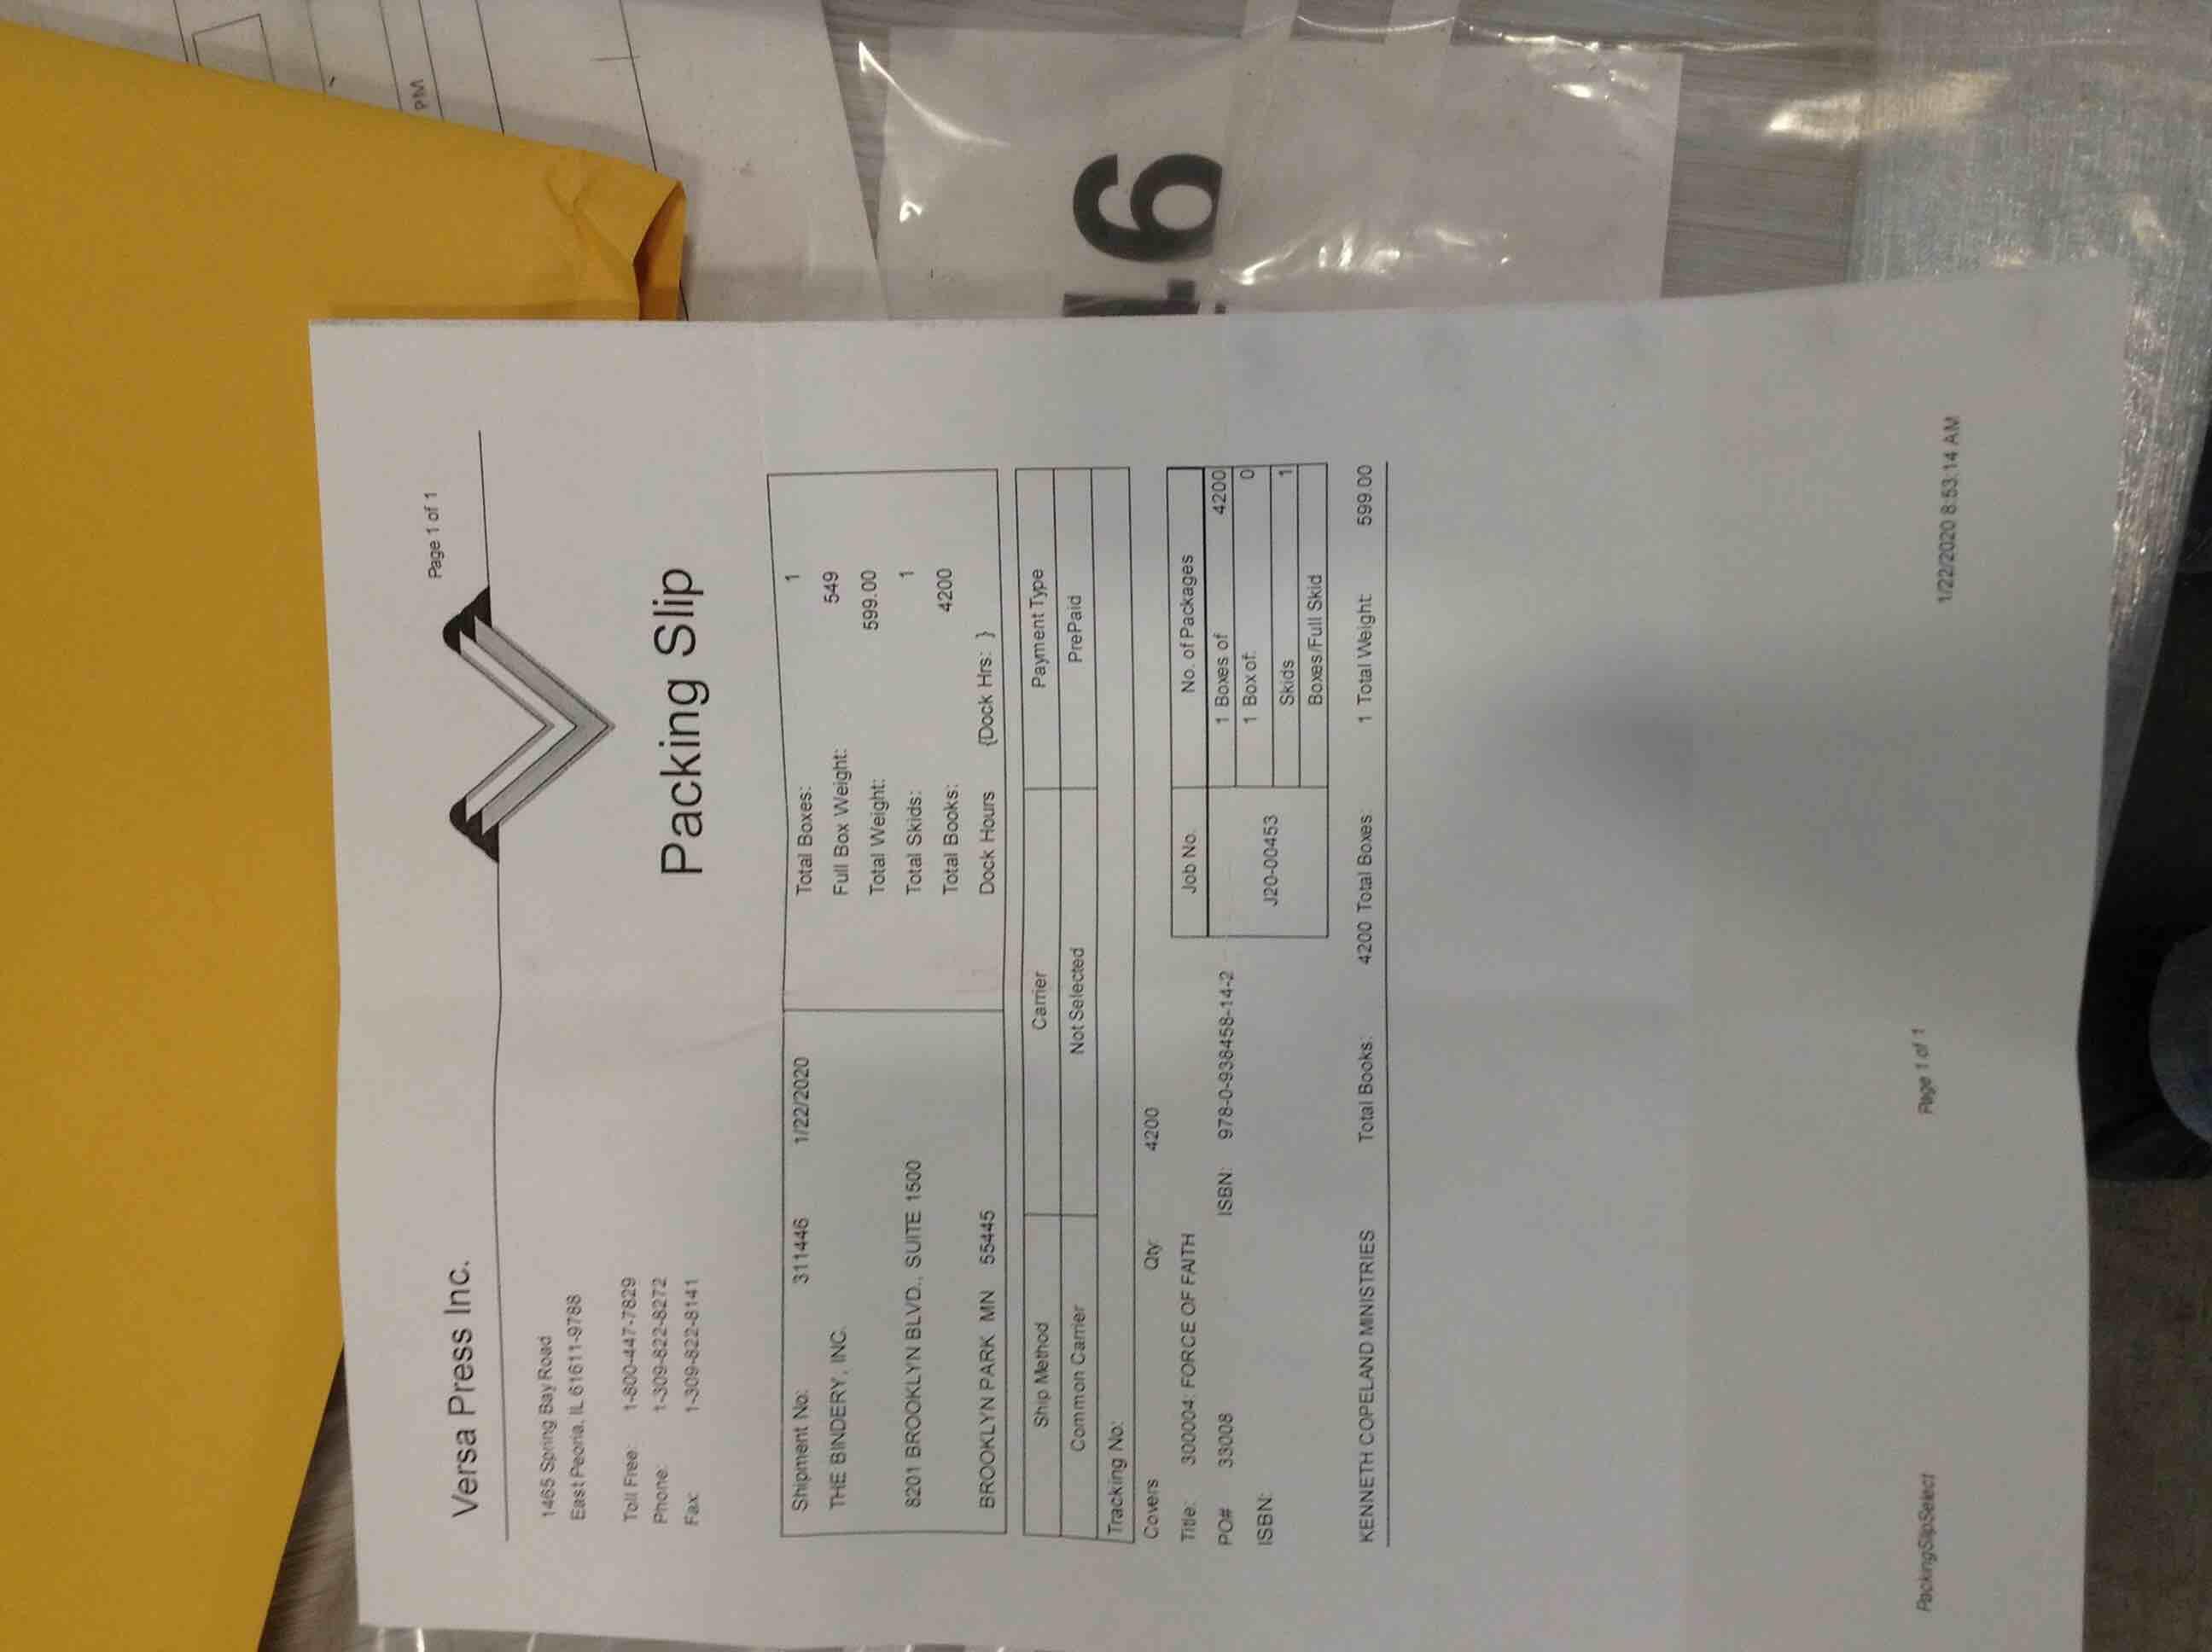 Page 1 of 1
Versa Press Inc.
1465 Spring Bay Road
East Peoria, IL 61611-9788
Toll Free: 1-800-447-7829
Phone: 1-309-822-8272
Fax: 1-309-822-8141
Packing Slip
Shipment No: 311446 1/22/2020
THE BINDERY, INC.
8201 BROOKLYN BLVD., SUITE 1500
BROOKLYN PARK MN 55445
Total Boxes: 1
Full Box Weight: 549
Total Weight: 599.00
Total Skids: 1
Total Books: 4200
Dock Hours {Dock Hrs: }
Ship Method Carrier Payment Type
Common Carrier Not Selected PrePaid
Tracking No:
Covers Qty 4200
Title: 300004: FORCE OF FAITH
PO# 33008 ISBN: 978-0-938458-14-2
ISBN:
Job No. No. of Packages
J20-00453
1 Boxes of 4200
1 Box of: 0
Skids 1
Boxes/Full Skid
KENNETH COPELAND MINISTRIES Total Books: 4200 Total Boxes: 1 Total Weight: 599.00
PackingSlipSelect Page 1 of 1 1/22/2020 8:53:14 AM
PM